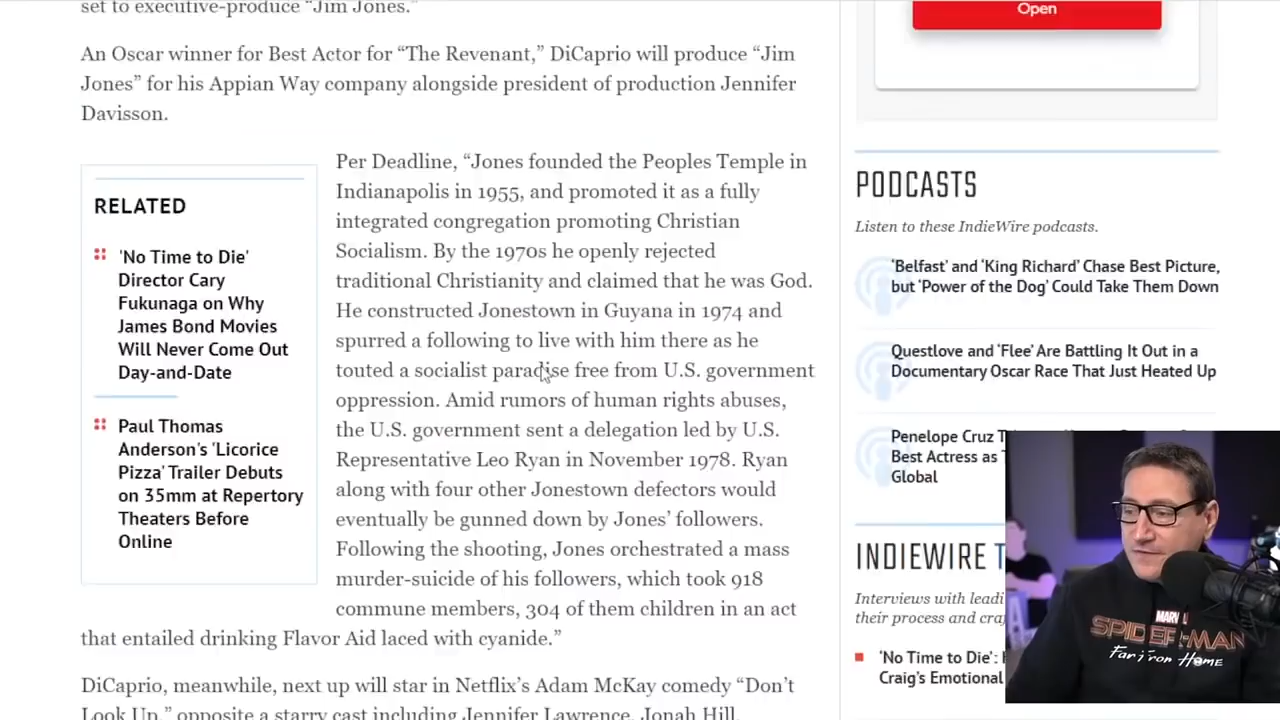 set to executive-produce “Jim Jones.”
An Oscar winner for Best Actor for “The Revenant,” DiCaprio will produce “Jim
Jones” for his Appian Way company alongside president of production Jennifer
Davisson.
RELATED
'No Time to Die'
Director Cary
Fukunaga on Why
James Bond Movies
Will Never Come Out
Day-and-Date
Paul Thomas
Anderson's 'Licorice
Pizza' Trailer Debuts
on 35mm at Repertory
Theaters Before
Online
Per Deadline, “Jones founded the Peoples Temple in
Indianapolis in 1955, and promoted it as a fully
integrated congregation promoting Christian
Socialism. By the 1970s he openly rejected
traditional Christianity and claimed that he was God.
He constructed Jonestown in Guyana in 1974 and
spurred a following to live with him there as he
touted a socialist paradise free from U.S. government
oppression. Amid rumors of human rights abuses,
the U.S. government sent a delegation led by U.S.
Representative Leo Ryan in November 1978. Ryan
along with four other Jonestown defectors would
eventually be gunned down by Jones’ followers.
Following the shooting, Jones orchestrated a mass
murder-suicide of his followers, which took 918
commune members, 304 of them children in an act
that entailed drinking Flavor Aid laced with cyanide.”
DiCaprio, meanwhile, next up will star in Netflix’s Adam McKay comedy “Don’t
Look Up,” opposite a starry cast including Jennifer Lawrence, Jonah Hill,
Open
PODCASTS
Listen to these IndieWire podcasts.
‘Belfast’ and ‘King Richard’ Chase Best Picture,
but ‘Power of the Dog’ Could Take Them Down
Questlove and ‘Flee’ Are Battling It Out in a
Documentary Oscar Race That Just Heated Up
Penelope Cruz
Best Actress as
Global
INDIEWIRE
Interviews with
their process and
‘No Time to Die’:
Craig’s Emotional
MARVEL
SPIDER-MAN
Far From Home